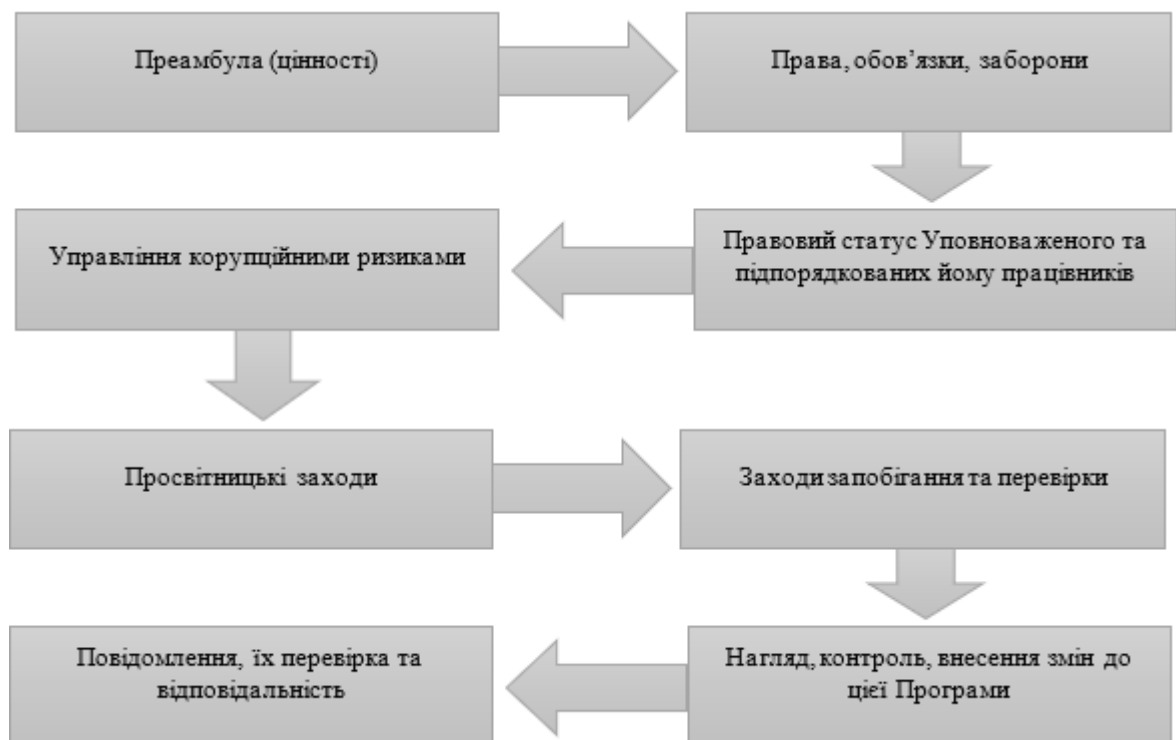 Преамбула (цінності)
Права, обов’язки, заборони
Правовий статус Уповноваженого та
підпорядкованих йому працівників
Управління корупційними ризиками
Просвітницькі заходи
Заходи запобігання та перевірки
Нагляд, контроль, внесення змін до
цієї Програми
Повідомлення, їх перевірка та
відповідальність